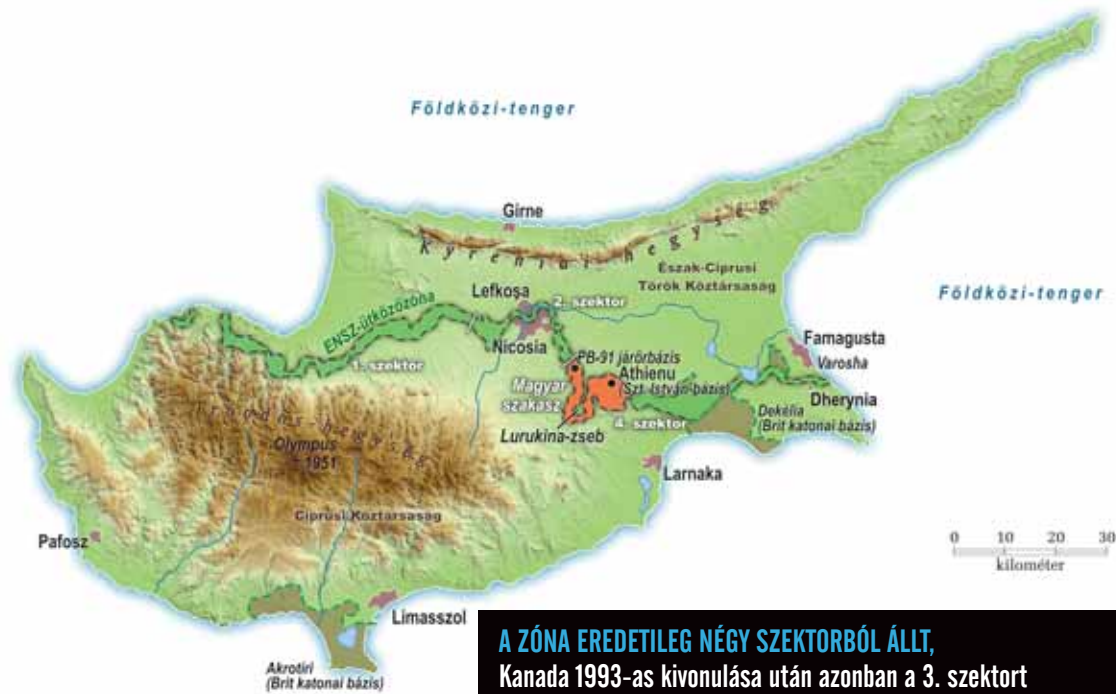 Földközi-tenger
Girne
Kyreniai hegység
Észak-Ciprusi
Török Köztársaság
Földközi-tenger
Lefkoşa
2. szektor
ENSZ-ütközőzóna
Nicosia
Famagusta
Varosha
1. szektor
PB-91 járőrbázis
Athienu
(Szt. István-bázis)
Magyar
szakasz
Dherynia
Dekélia
(Brit katonai bázis)
Lurukina-zseb
4. szektor
Troodos-hegység
Olympus
1951
Larnaka
Ciprusi Köztársaság
Pafosz
0 10 20 30
kilométer
Limasszol
Akrotiri
(Brit katonai bázis)
A ZÓNA EREDETILEG NÉGY SZEKTORBÓL ÁLLT,
Kanada 1993-as kivonulása után azonban a 3. szektort